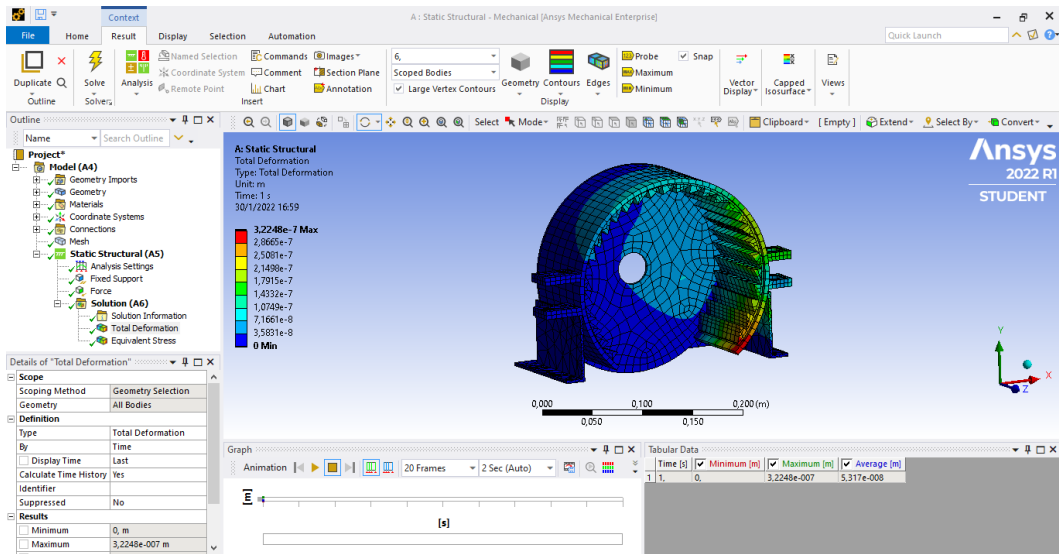 Context
A : Static Structural - Mechanical [Ansys Mechanical Enterprise]
File Home Result Display Selection Automation
Quick Launch
Duplicate
Outline
Solve
Solvers
Analysis
Named Selection
Coordinate System
Remote Point
Commands
Comment
Chart
Images
Section Plane
Annotation
Insert
6,
Scoped Bodies
Large Vertex Contours
Geometry Contours Edges
Display
Probe
Maximum
Minimum
Snap
Vector
Display
Capped
Isosurface
Views
Outline
Name Search Outline
Select Mode Clipboard [ Empty ] Extend Select By Convert
Project*
Model (A4)
Geometry Imports
Geometry
Materials
Coordinate Systems
Connections
Mesh
Static Structural (A5)
Analysis Settings
Fixed Support
Force
Solution (A6)
Solution Information
Total Deformation
Equivalent Stress
A: Static Structural
Total Deformation
Type: Total Deformation
Unit: m
Time: 1 s
30/1/2022 16:59
3,2248e-7 Max
2,8665e-7
2,5081e-7
2,1498e-7
1,7915e-7
1,4332e-7
1,0749e-7
7,1661e-8
3,5831e-8
0 Min
Ansys
2022 R1
STUDENT
Y
X
Z
0,000 0,100 0,200 (m)
0,050 0,150
Details of "Total Deformation"
Scope
Scoping Method Geometry Selection
Geometry All Bodies
Definition
Type Total Deformation
By Time
Display Time Last
Calculate Time History Yes
Identifier
Suppressed No
Results
Minimum 0, m
Maximum 3,2248e-007 m
Graph
Animation 20 Frames 2 Sec (Auto)
[s]
Tabular Data
Time [s] Minimum [m] Maximum [m] Average [m]
1 1, 0, 3,2248e-007 5,317e-008